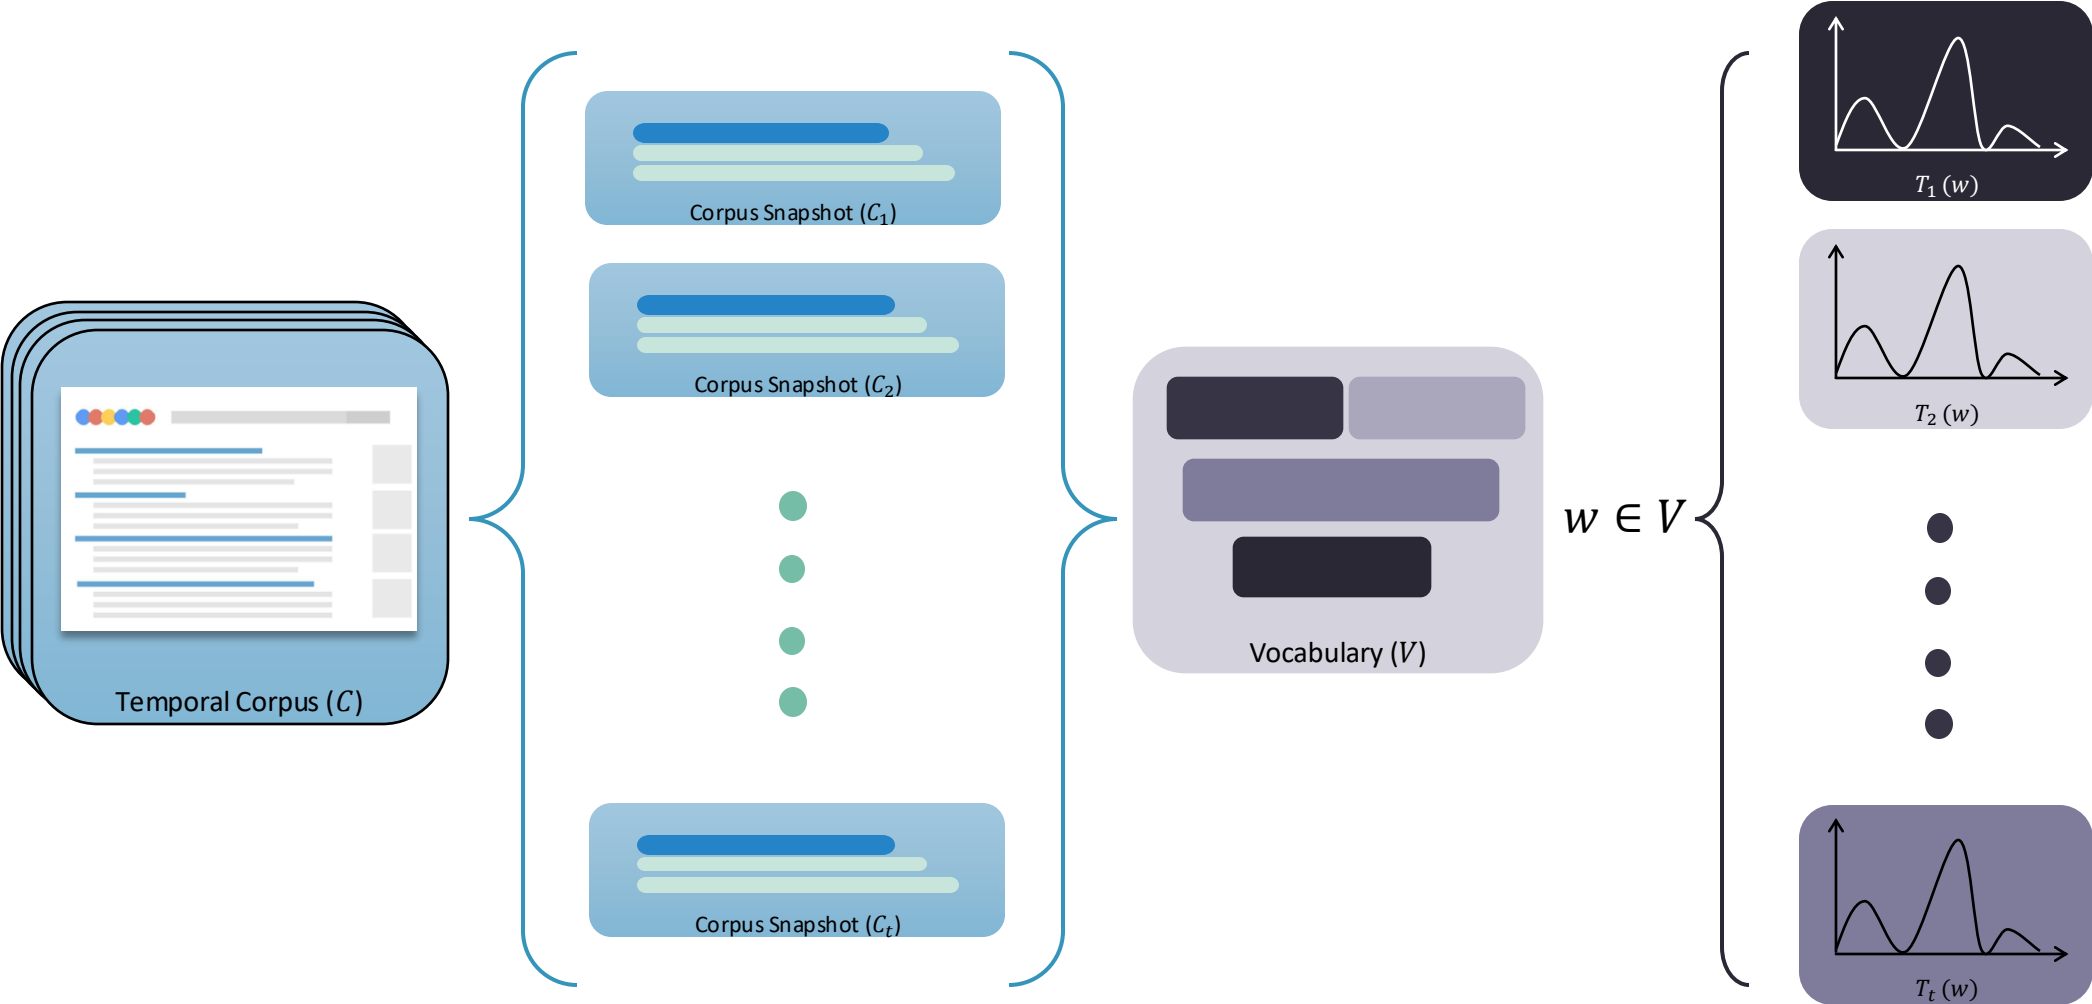 Temporal Corpus (C)
Corpus Snapshot (C₁)
Corpus Snapshot (C₂)
Corpus Snapshot (Cₜ)
Vocabulary (V)
w ∈ V
T₁ (w)
T₂ (w)
Tₜ (w)